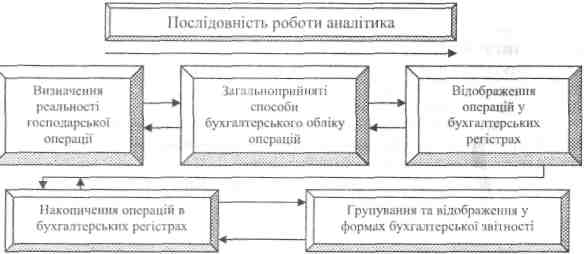 Послідовність роботи аналітика
Визначення
реальності
господарської
операції
Загальноприйняті
способи
бухгалтерського обліку
операцій
Відображення
операцій у
бухгалтерських
регістрах
Накопичення операцій в
бухгалтерських регістрах
Групування та відображення у
формах бухгалтерської звітності